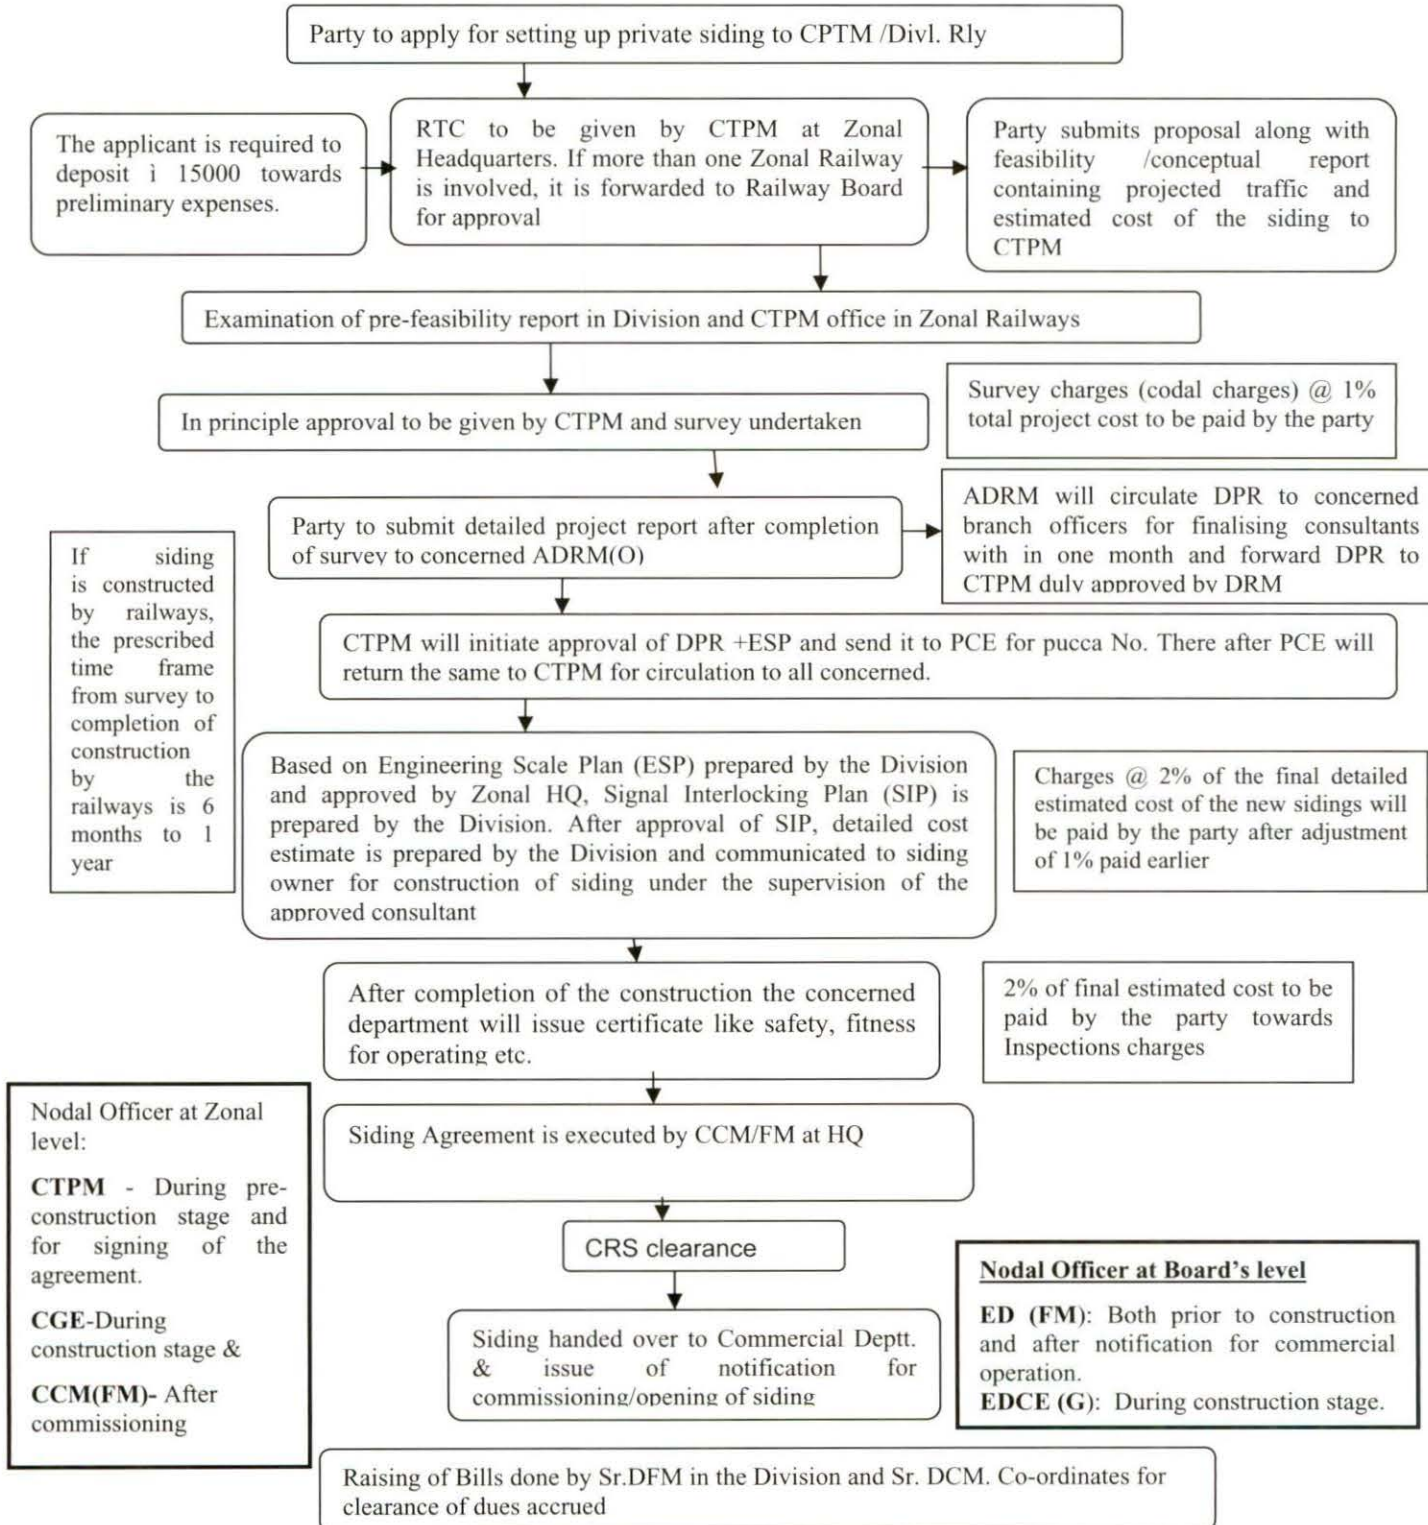 Party to apply for setting up private siding to CPTM /Divl. Rly
The applicant is required to
deposit ì 15000 towards
preliminary expenses.
RTC to be given by CTPM at Zonal
Headquarters. If more than one Zonal Railway
is involved, it is forwarded to Railway Board
for approval
Party submits proposal along with
feasibility /conceptual report
containing projected traffic and
estimated cost of the siding to
CTPM
Examination of pre-feasibility report in Division and CTPM office in Zonal Railways
In principle approval to be given by CTPM and survey undertaken
Survey charges (codal charges) @ 1%
total project cost to be paid by the party
Party to submit detailed project report after completion
of survey to concerned ADRM(O)
ADRM will circulate DPR to concerned
branch officers for finalising consultants
with in one month and forward DPR to
CTPM duly approved by DRM
If siding
is constructed
by railways,
the prescribed
time frame
from survey to
completion of
construction
by the
railways is 6
months to 1
year
CTPM will initiate approval of DPR +ESP and send it to PCE for pucca No. There after PCE will
return the same to CTPM for circulation to all concerned.
Based on Engineering Scale Plan (ESP) prepared by the Division
and approved by Zonal HQ, Signal Interlocking Plan (SIP) is
prepared by the Division. After approval of SIP, detailed cost
estimate is prepared by the Division and communicated to siding
owner for construction of siding under the supervision of the
approved consultant
Charges @ 2% of the final detailed
estimated cost of the new sidings will
be paid by the party after adjustment
of 1% paid earlier
After completion of the construction the concerned
department will issue certificate like safety, fitness
for operating etc.
2% of final estimated cost to be
paid by the party towards
Inspections charges
Nodal Officer at Zonal
level:
CTPM - During pre-
construction stage and
for signing of the
agreement.
CGE-During
construction stage &
CCM(FM)- After
commissioning
Siding Agreement is executed by CCM/FM at HQ
CRS clearance
Siding handed over to Commercial Deptt.
& issue of notification for
commissioning/opening of siding
Nodal Officer at Board's level
ED (FM): Both prior to construction
and after notification for commercial
operation.
EDCE (G): During construction stage.
Raising of Bills done by Sr.DFM in the Division and Sr. DCM. Co-ordinates for
clearance of dues accrued